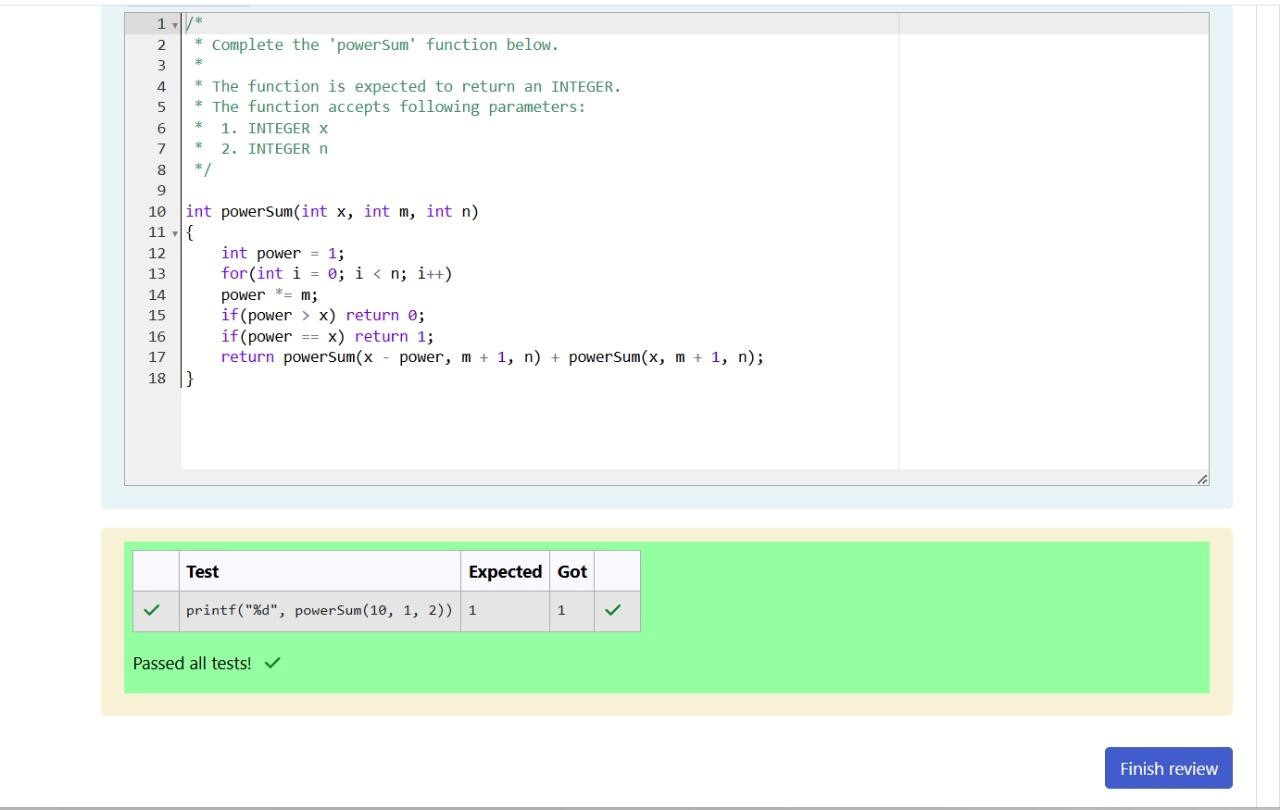 1 /*
2  * Complete the 'powerSum' function below.
3  *
4  * The function is expected to return an INTEGER.
5  * The function accepts following parameters:
6  *  1. INTEGER x
7  *  2. INTEGER n
8  */
9
10 int powerSum(int x, int m, int n)
11 {
12     int power = 1;
13     for(int i = 0; i < n; i++)
14     power *= m;
15     if(power > x) return 0;
16     if(power == x) return 1;
17     return powerSum(x - power, m + 1, n) + powerSum(x, m + 1, n);
18 }
Test Expected Got
printf("%d", powerSum(10, 1, 2)) 1 1
Passed all tests!
Finish review